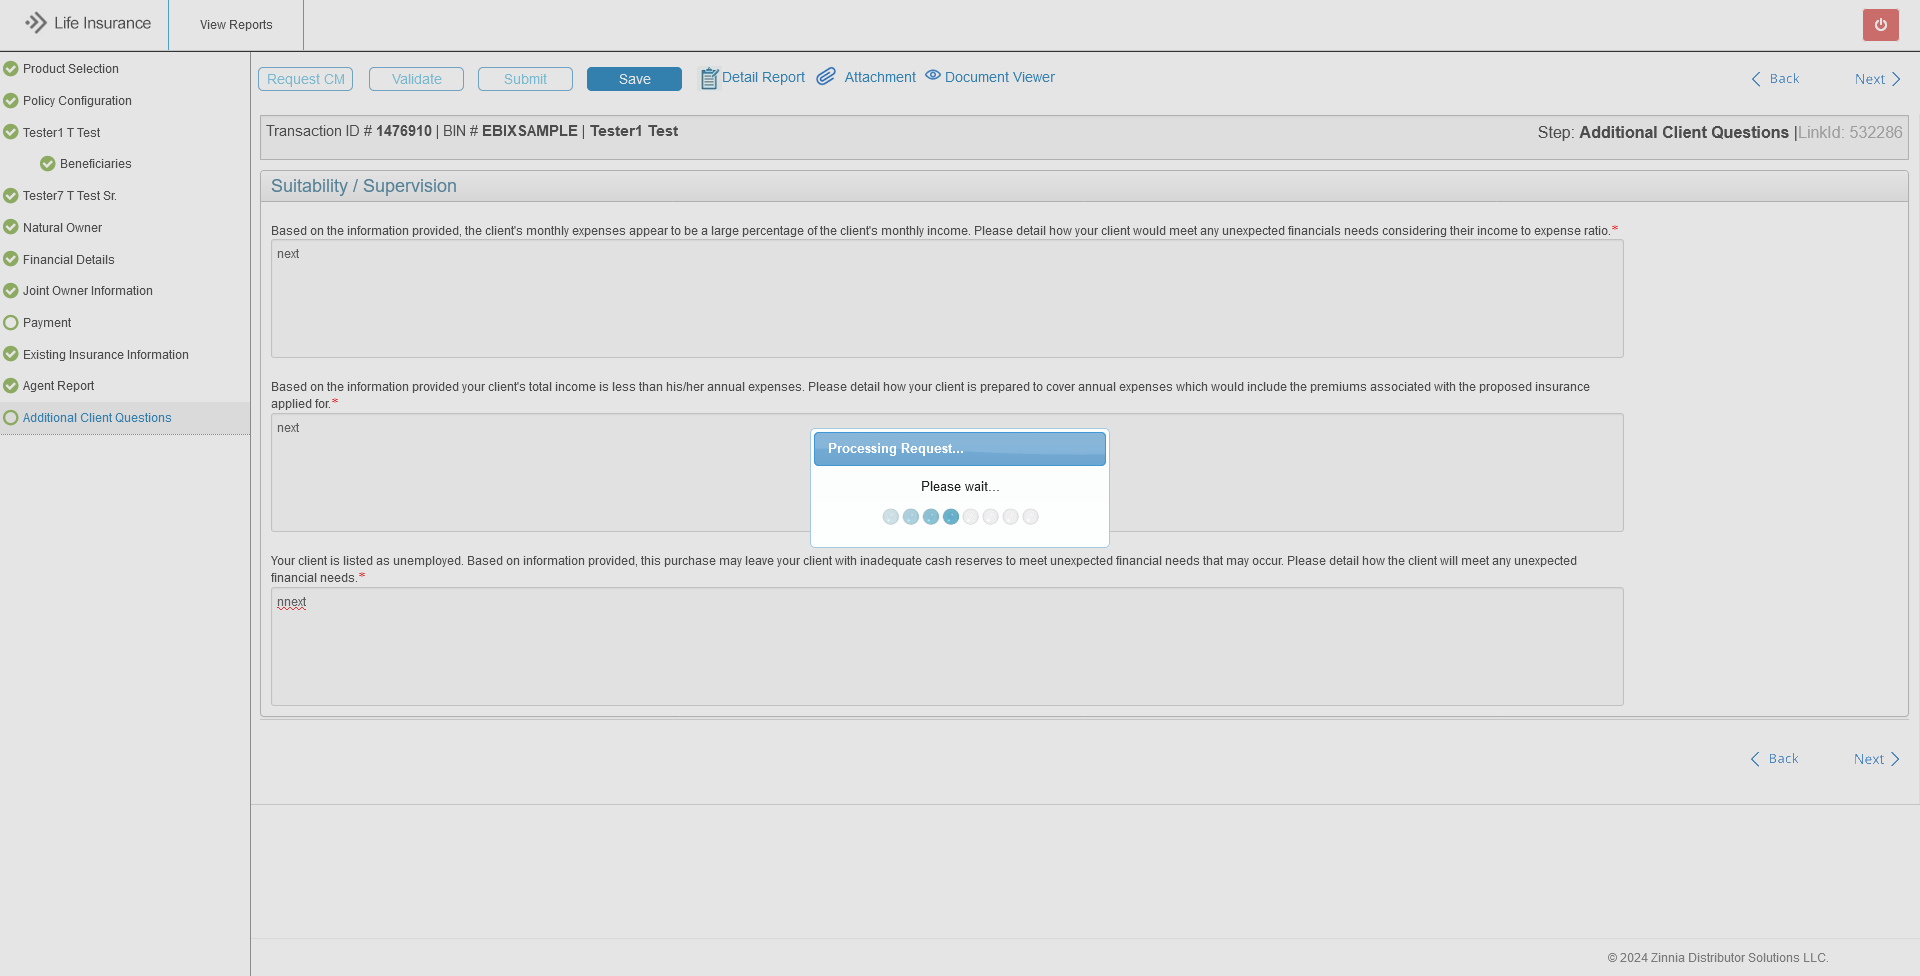 Life Insurance
View Reports
Product Selection
Policy Configuration
Tester1 T Test
Beneficiaries
Tester7 T Test Sr.
Natural Owner
Financial Details
Joint Owner Information
Payment
Existing Insurance Information
Agent Report
Additional Client Questions
Request CM
Validate
Submit
Save
Detail Report
Attachment
Document Viewer
Back
Next
Transaction ID # 1476910 | BIN # EBIXSAMPLE | Tester1 Test
Step: Additional Client Questions |LinkId: 532286
Suitability / Supervision
Based on the information provided, the client's monthly expenses appear to be a large percentage of the client's monthly income. Please detail how your client would meet any unexpected financials needs considering their income to expense ratio.*
next
Based on the information provided your client's total income is less than his/her annual expenses. Please detail how your client is prepared to cover annual expenses which would include the premiums associated with the proposed insurance
applied for.*
next
Processing Request...
Please wait...
Your client is listed as unemployed. Based on information provided, this purchase may leave your client with inadequate cash reserves to meet unexpected financial needs that may occur. Please detail how the client will meet any unexpected
financial needs.*
nnext
Back
Next
© 2024 Zinnia Distributor Solutions LLC.